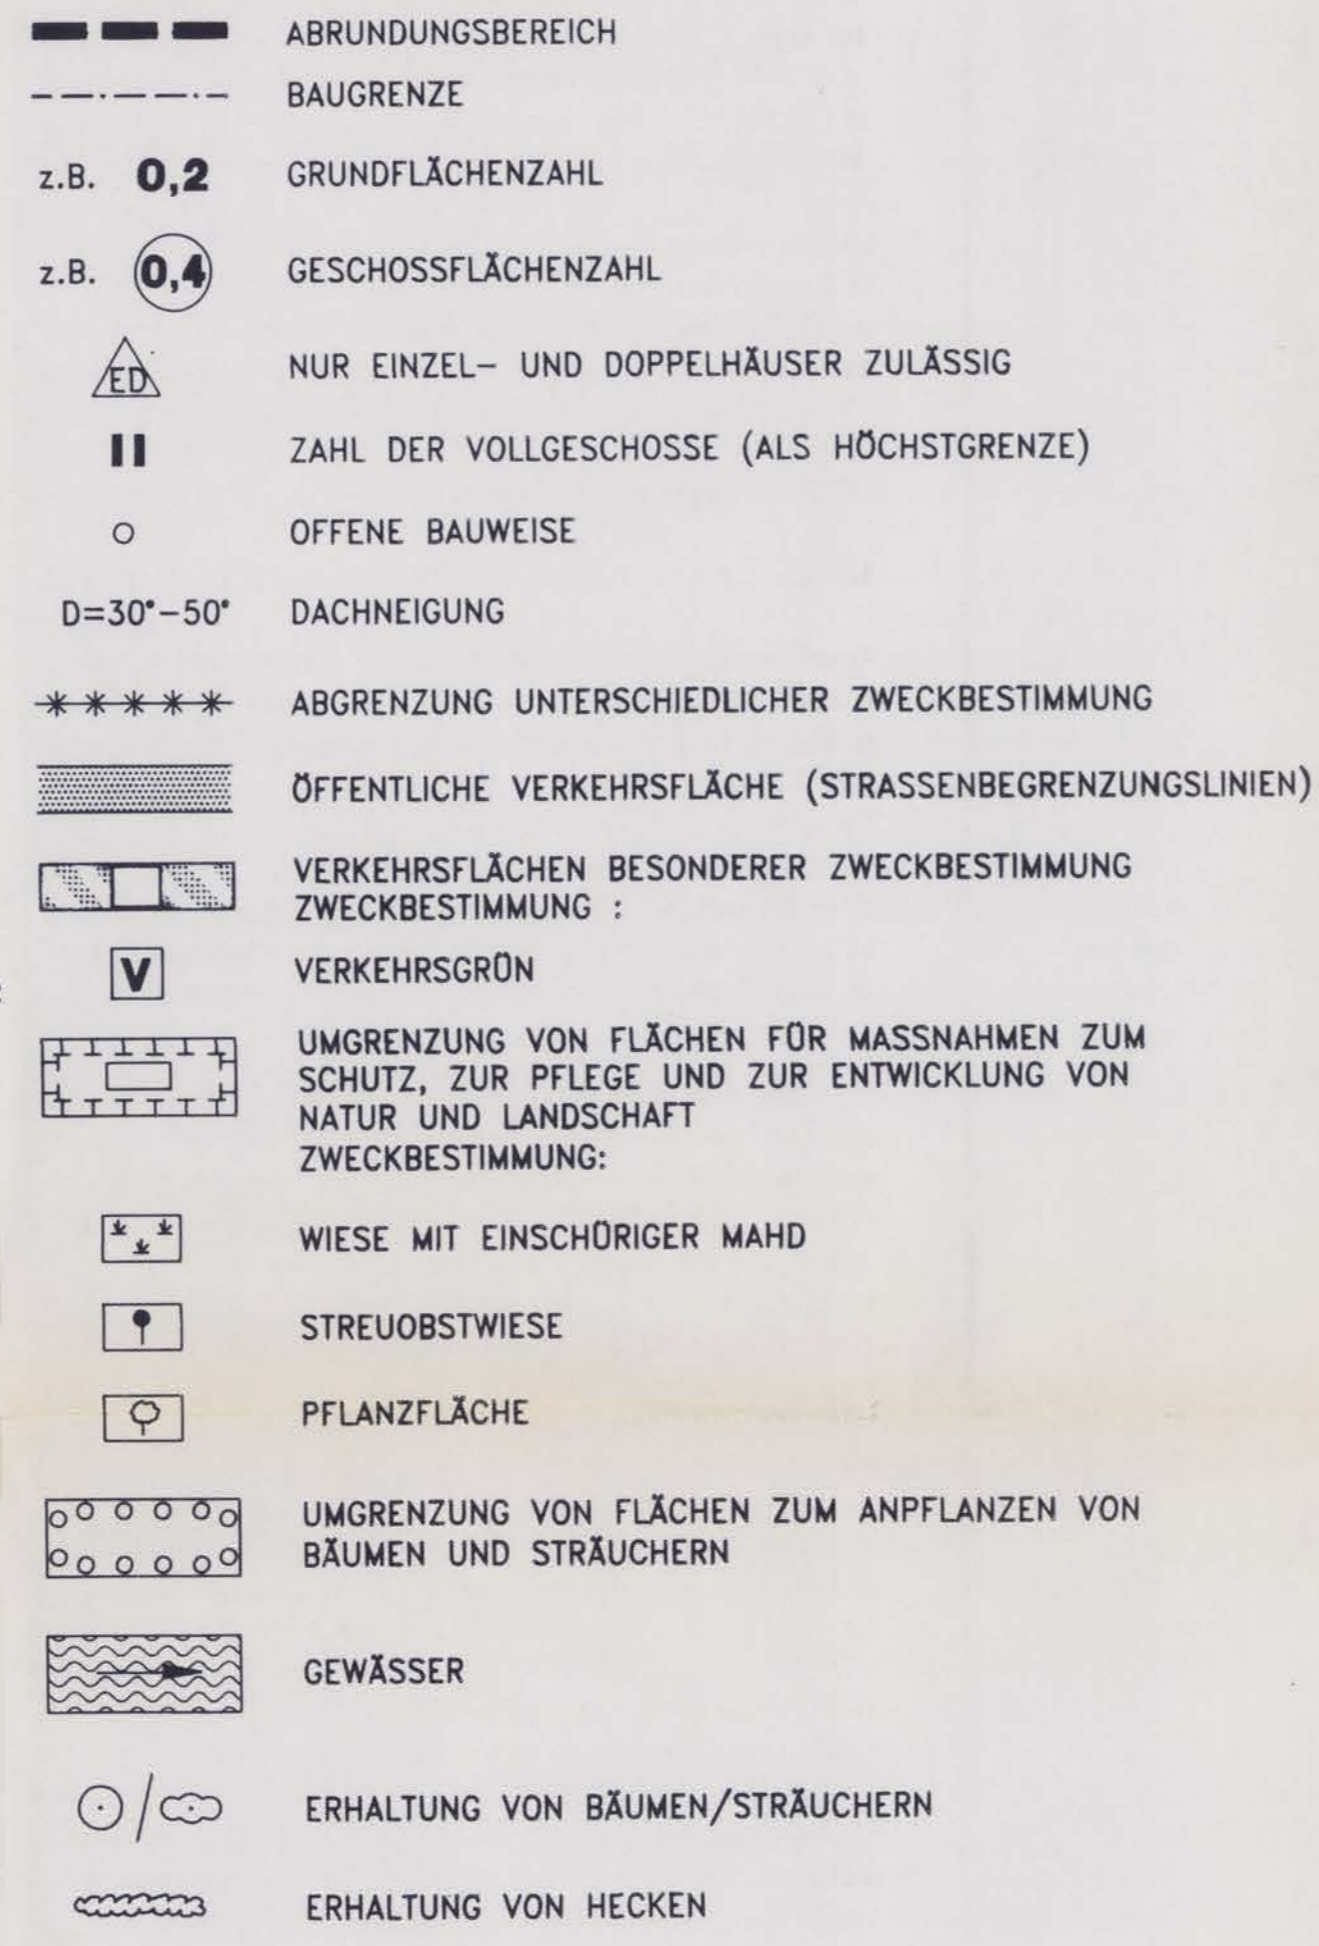 ABRUNDUNGSBEREICH
BAUGRENZE
z.B. 0,2 GRUNDFLÄCHENZAHL
z.B. 0,4 GESCHOSSFLÄCHENZAHL
ED NUR EINZEL- UND DOPPELHÄUSER ZULÄSSIG
II ZAHL DER VOLLGESCHOSSE (ALS HÖCHSTGRENZE)
o OFFENE BAUWEISE
D=30°-50° DACHNEIGUNG
ABGRENZUNG UNTERSCHIEDLICHER ZWECKBESTIMMUNG
ÖFFENTLICHE VERKEHRSFLÄCHE (STRASSENBEGRENZUNGSLINIEN)
VERKEHRSFLÄCHEN BESONDERER ZWECKBESTIMMUNG
ZWECKBESTIMMUNG :
V VERKEHRSGRÜN
UMGRENZUNG VON FLÄCHEN FÜR MASSNAHMEN ZUM
SCHUTZ, ZUR PFLEGE UND ZUR ENTWICKLUNG VON
NATUR UND LANDSCHAFT
ZWECKBESTIMMUNG:
WIESE MIT EINSCHÜRIGER MAHD
STREUOBSTWIESE
PFLANZFLÄCHE
UMGRENZUNG VON FLÄCHEN ZUM ANPFLANZEN VON
BÄUMEN UND STRÄUCHERN
GEWÄSSER
ERHALTUNG VON BÄUMEN/STRÄUCHERN
ERHALTUNG VON HECKEN